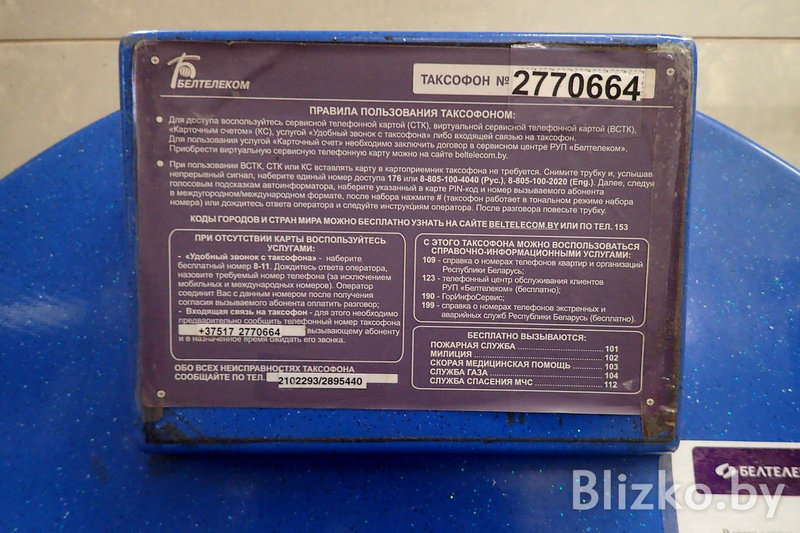 БЕЛТЕЛЕКОМ
ТАКСОФОН № 2770664
ПРАВИЛА ПОЛЬЗОВАНИЯ ТАКСОФОНОМ:
● Для доступа воспользуйтесь сервисной телефонной картой (СТК), виртуальной сервисной телефонной картой (ВСТК),
«Карточным счетом» (КС), услугой «Удобный звонок с таксофона» либо входящей связью на таксофон.
Для пользования услугой «Карточный счет» необходимо заключить договор в сервисном центре РУП «Белтелеком».
Приобрести виртуальную сервисную телефонную карту можно на сайте beltelecom.by.
● При пользовании ВСТК, СТК или КС вставлять карту в картоприемник таксофона не требуется. Снимите трубку и, услышав
непрерывный сигнал, наберите единый номер доступа 176 или 8-805-100-4040 (Рус.), 8-805-100-2020 (Eng.). Далее, следуя
голосовым подсказкам автоинформатора, наберите указанный в карте PIN-код и номер вызываемого абонента
в междугородном/международном формате, после набора нажмите # (таксофон работает в тональном режиме набора
номера) или дождитесь ответа оператора и следуйте инструкциям оператора. После разговора повесьте трубку.
КОДЫ ГОРОДОВ И СТРАН МИРА МОЖНО БЕСПЛАТНО УЗНАТЬ НА САЙТЕ BELTELECOM.BY ИЛИ ПО ТЕЛ. 153
ПРИ ОТСУТСТВИИ КАРТЫ ВОСПОЛЬЗУЙТЕСЬ
УСЛУГАМИ:
- «Удобный звонок с таксофона» - наберите
бесплатный номер 8-11. Дождитесь ответа оператора,
назовите требуемый номер телефона (за исключением
мобильных и международных номеров). Оператор
соединит Вас с данным номером после получения
согласия вызываемого абонента оплатить разговор;
- Входящая связь на таксофон - для этого необходимо
предварительно сообщить телефонный номер таксофона
+37517 2770664 вызывающему абоненту
и в назначенное время ожидать его звонка.
ОБО ВСЕХ НЕИСПРАВНОСТЯХ ТАКСОФОНА
СООБЩАЙТЕ ПО ТЕЛ. 2102293/2895440
С ЭТОГО ТАКСОФОНА МОЖНО ВОСПОЛЬЗОВАТЬСЯ
СПРАВОЧНО-ИНФОРМАЦИОННЫМИ УСЛУГАМИ:
109 - справка о номерах телефонов квартир и организаций
Республики Беларусь;
123 - телефонный центр обслуживания клиентов
РУП «Белтелеком» (бесплатно);
190 - ГорИнфоСервис;
199 - справка о номерах телефонов экстренных и
аварийных служб Республики Беларусь (бесплатно).
БЕСПЛАТНО ВЫЗЫВАЮТСЯ:
ПОЖАРНАЯ СЛУЖБА 101
МИЛИЦИЯ 102
СКОРАЯ МЕДИЦИНСКАЯ ПОМОЩЬ 103
СЛУЖБА ГАЗА 104
СЛУЖБА СПАСЕНИЯ МЧС 112
БЕЛТЕЛЕКО
Blizko.by